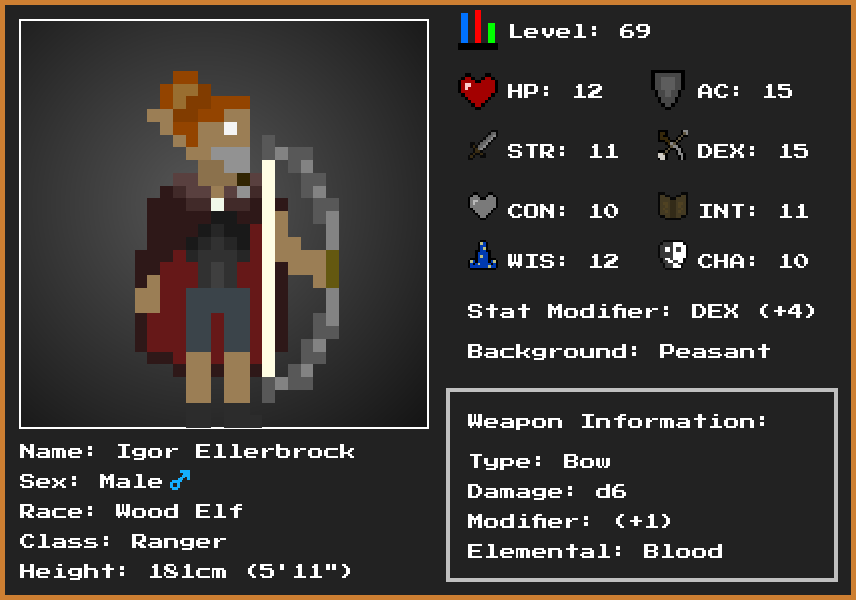 Level: 69
HP: 12
AC: 15
STR: 11
DEX: 15
CON: 10
INT: 11
WIS: 12
CHA: 10
Stat Modifier: DEX (+4)
Background: Peasant
Weapon Information:
Type: Bow
Damage: d6
Modifier: (+1)
Elemental: Blood
Name: Igor Ellerbrock
Sex: Male ♂
Race: Wood Elf
Class: Ranger
Height: 181cm (5'11")